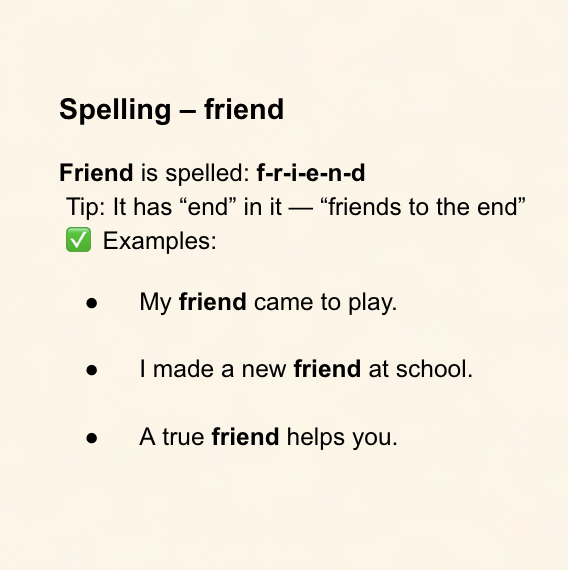 Spelling – friend
Friend is spelled: f-r-i-e-n-d
Tip: It has “end” in it — “friends to the end”
✅ Examples:
● My friend came to play.
● I made a new friend at school.
● A true friend helps you.